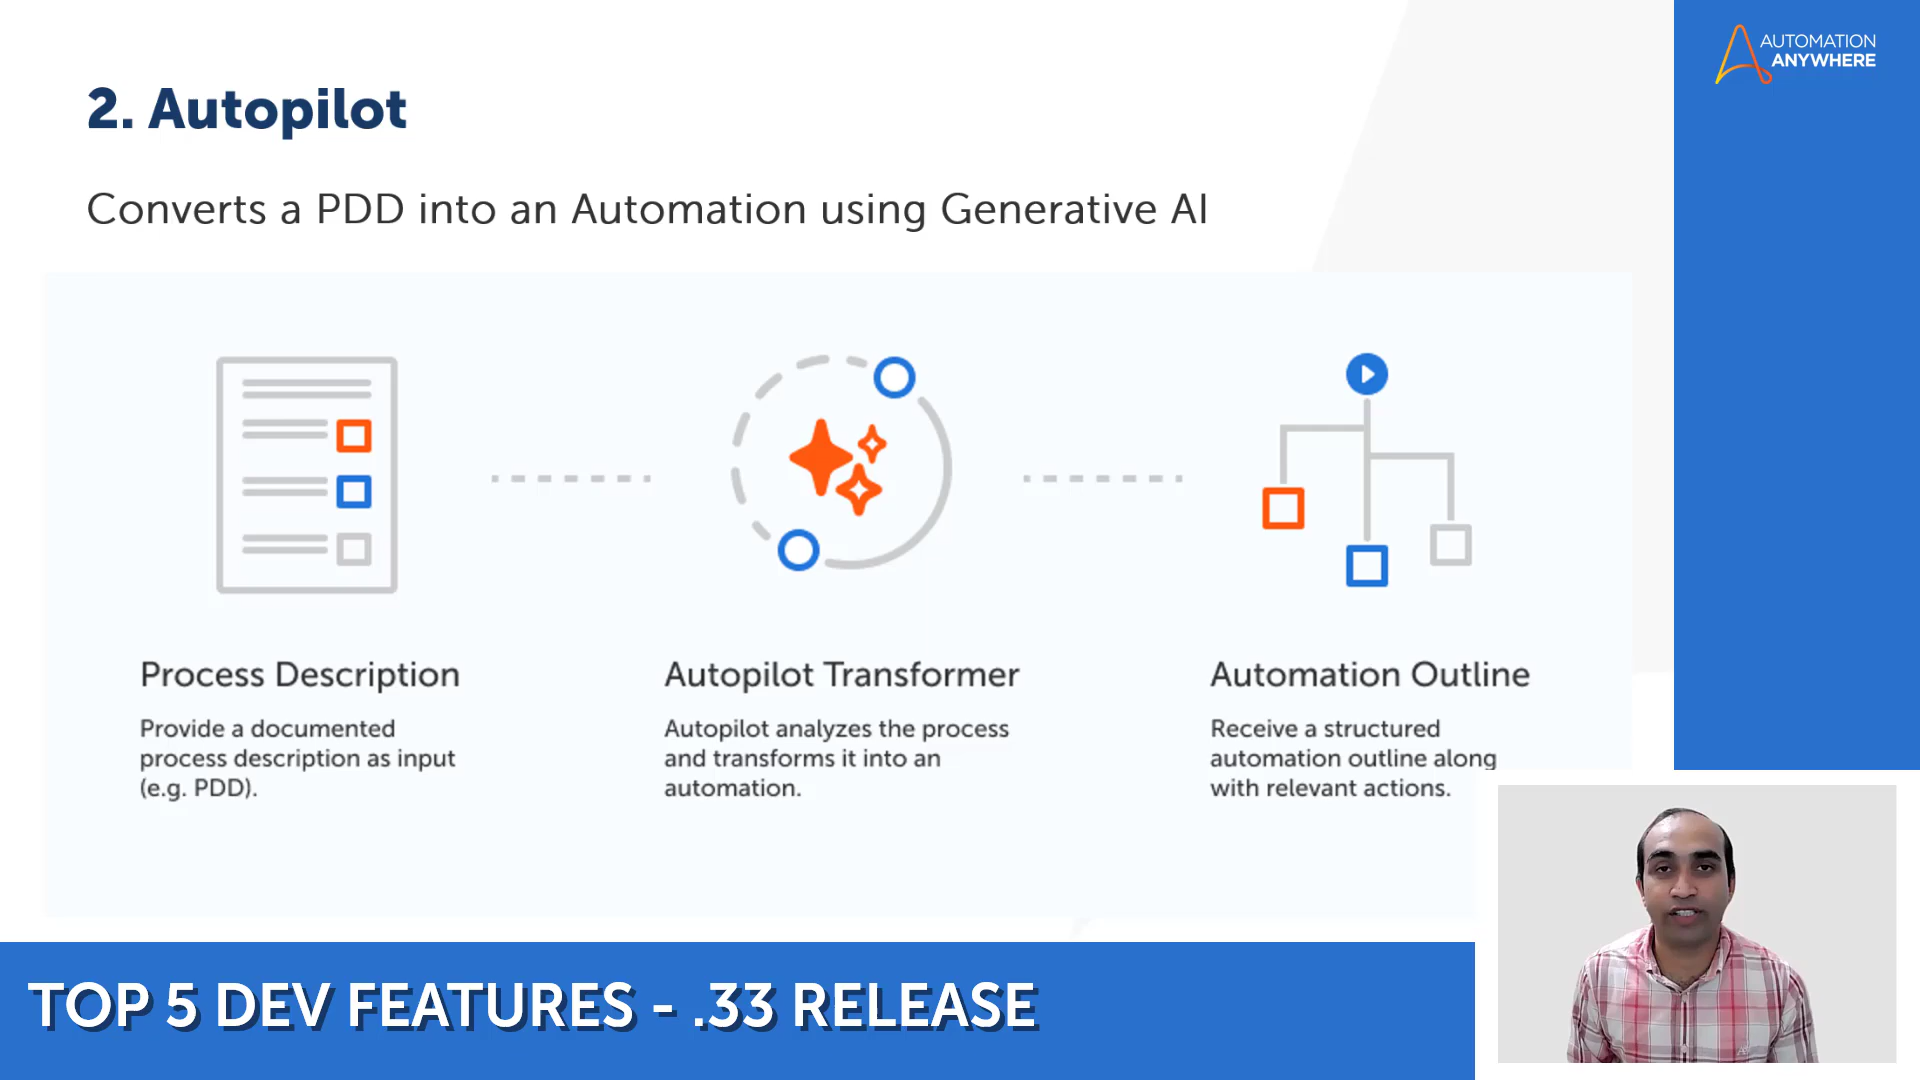 AUTOMATION
ANYWHERE
2. Autopilot
Converts a PDD into an Automation using Generative AI
Process Description
Provide a documented
process description as input
(e.g. PDD).
Autopilot Transformer
Autopilot analyzes the process
and transforms it into an
automation.
Automation Outline
Receive a structured
automation outline along
with relevant actions.
TOP 5 DEV FEATURES - .33 RELEASE